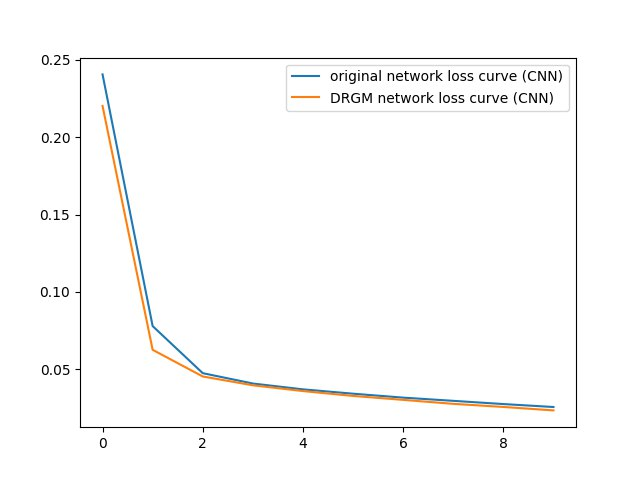 0.25
0.20
0.15
0.10
0.05
0 2 4 6 8
original network loss curve (CNN)
DRGM network loss curve (CNN)